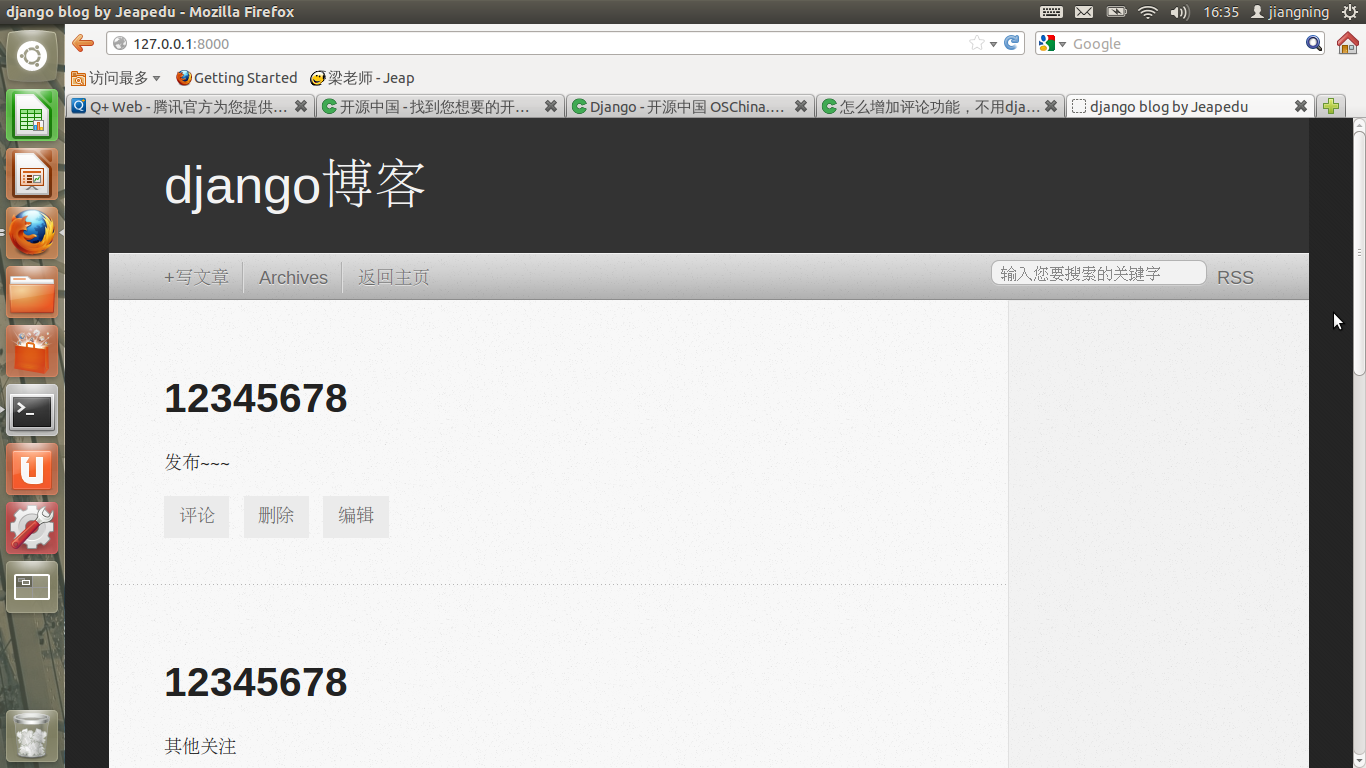 django blog by Jeapedu - Mozilla Firefox
16:35 jiangning
127.0.0.1:8000
Google
访问最多 Getting Started 梁老师 - Jeap
Q+ Web - 腾讯官方为您提供… 开源中国 - 找到您想要的开… Django - 开源中国 OSChina.… 怎么增加评论功能，不用dja… django blog by Jeapedu
django博客
+写文章 Archives 返回主页 输入您要搜索的关键字 RSS
12345678
发布~~~
评论 删除 编辑
12345678
其他关注